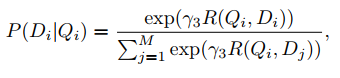 P(D_i|Q_i) = \frac{\exp(\gamma_3 R(Q_i, D_i))}{\sum_{j=1}^{M} \exp(\gamma_3 R(Q_i, D_j))},